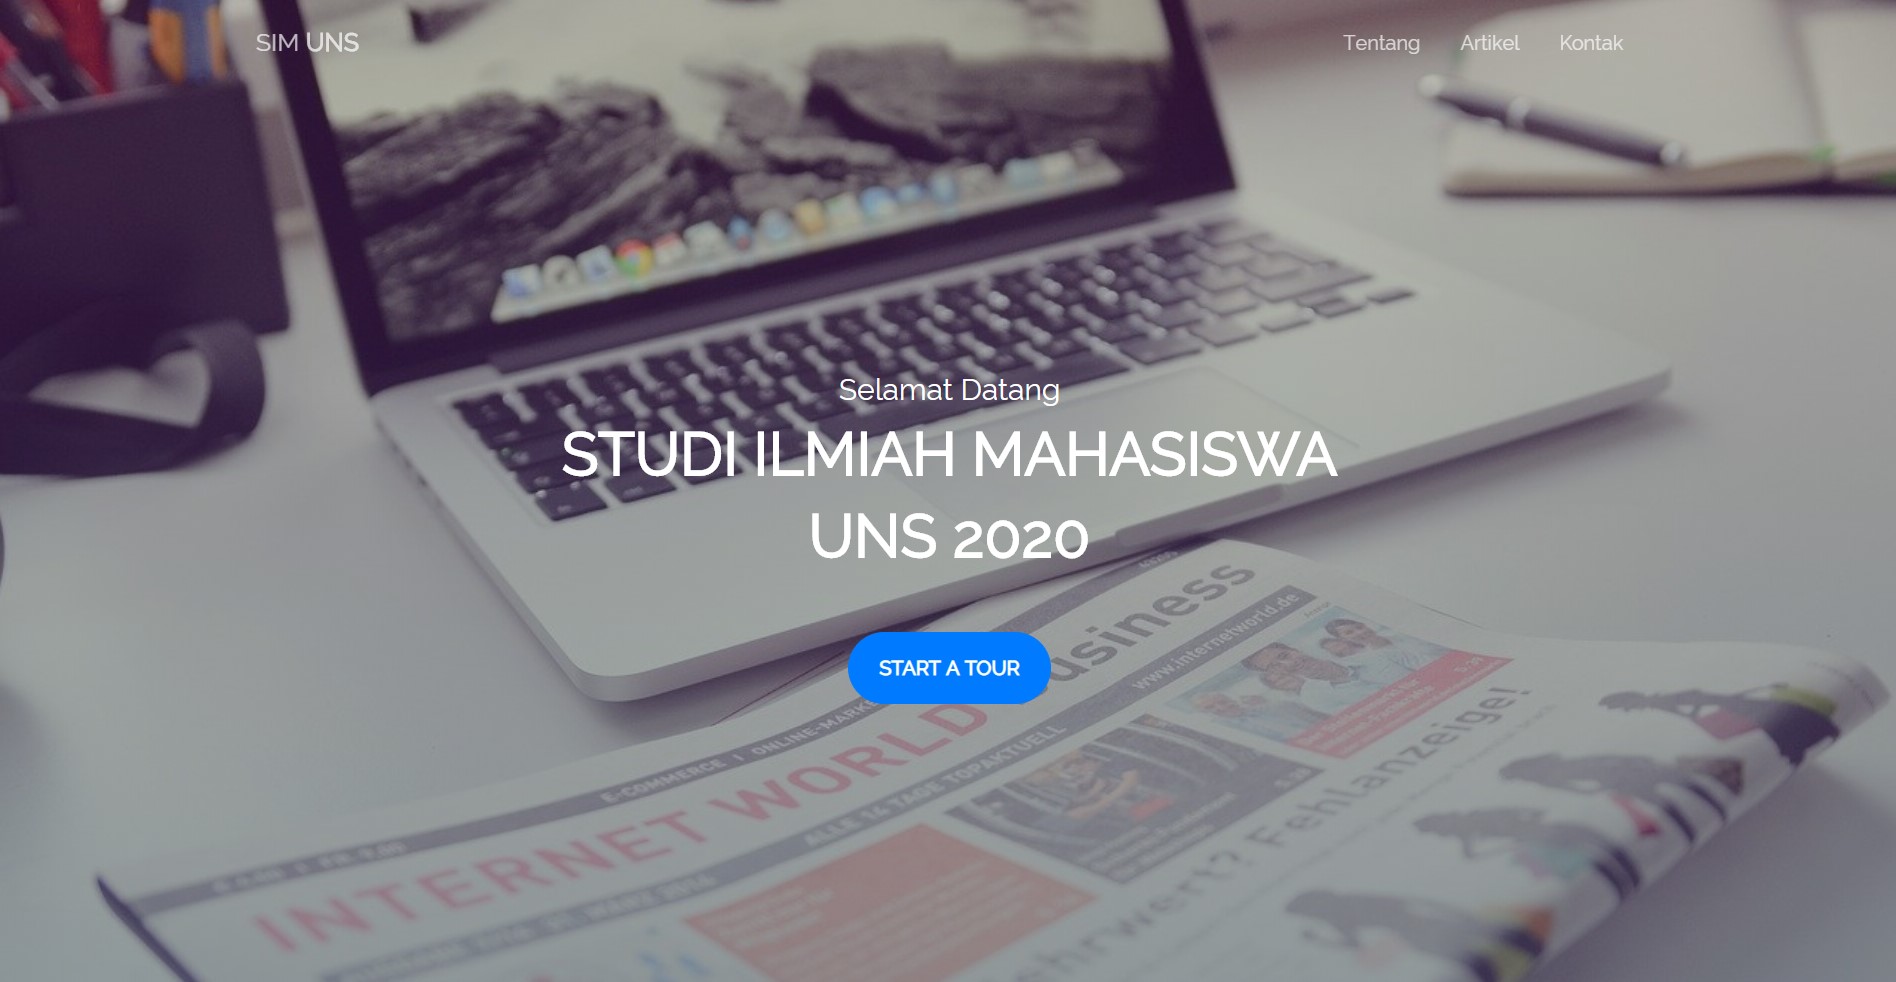 SIM UNS
Tentang Artikel Kontak
Selamat Datang
STUDI ILMIAH MAHASISWA
UNS 2020
START A TOUR
usiness
www.internetworld.de
E-COMMERCE I ONLINE-MARKE
INTERNET WORLD
ALLE 14 TAGE TOPAKTUELL
ehrwert? Fehlanzeige!